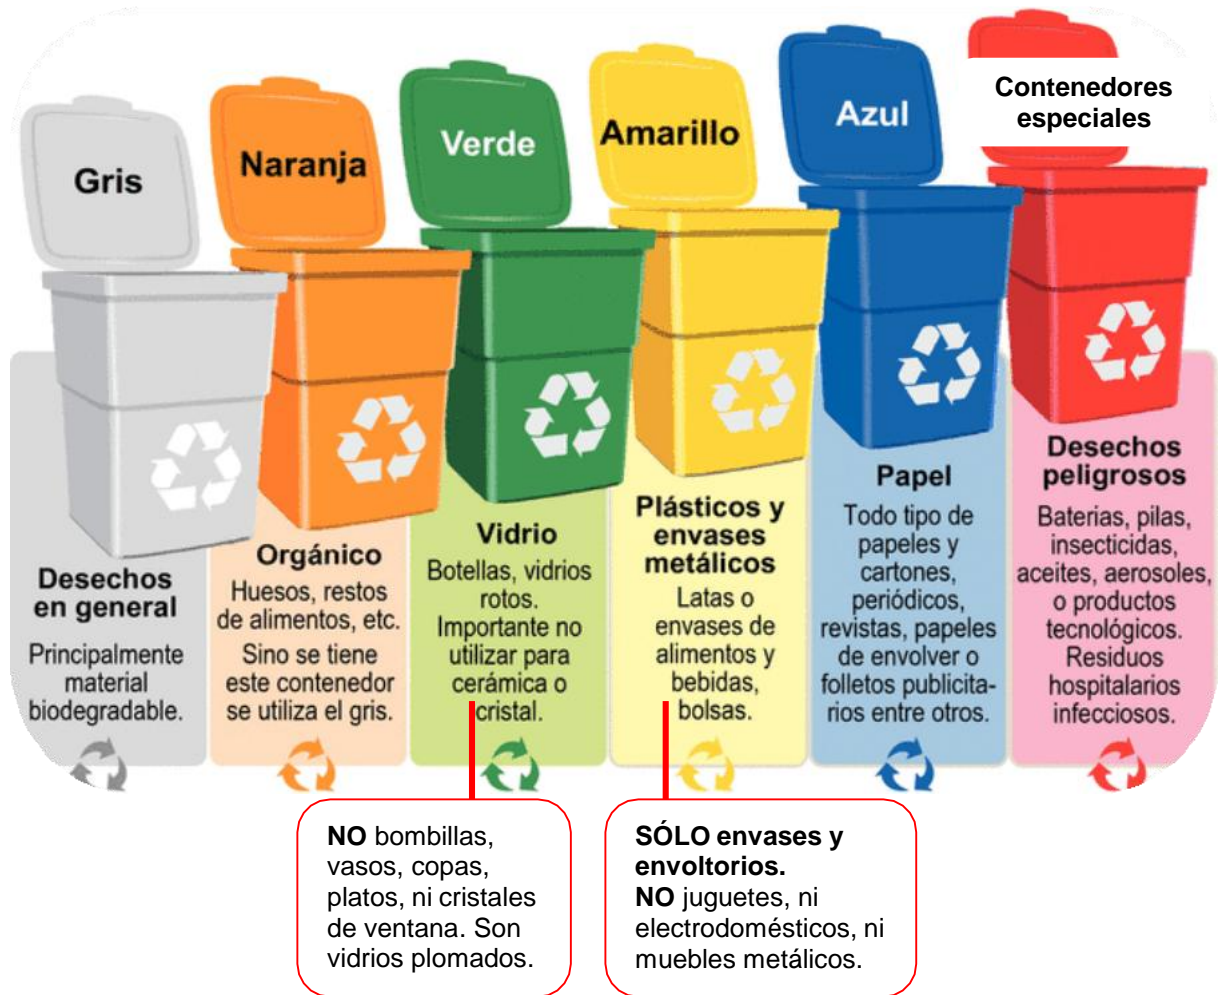 Gris
Naranja
Verde
Amarillo
Azul
Contenedores
especiales
Desechos
en general
Principalmente
material
biodegradable.
Orgánico
Huesos, restos
de alimentos, etc.
Sino se tiene
este contenedor
se utiliza el gris.
Vidrio
Botellas, vidrios
rotos.
Importante no
utilizar para
cerámica o
cristal.
Plásticos y
envases
metálicos
Latas o
envases de
alimentos y
bebidas,
bolsas.
Papel
Todo tipo de
papeles y
cartones,
periódicos,
revistas, papeles
de envolver o
folletos publicita-
rios entre otros.
Desechos
peligrosos
Baterias, pilas,
insecticidas,
aceites, aerosoles,
o productos
tecnológicos.
Residuos
hospitalarios
infecciosos.
NO bombillas,
vasos, copas,
platos, ni cristales
de ventana. Son
vidrios plomados.
SÓLO envases y
envoltorios.
NO juguetes, ni
electrodomésticos, ni
muebles metálicos.